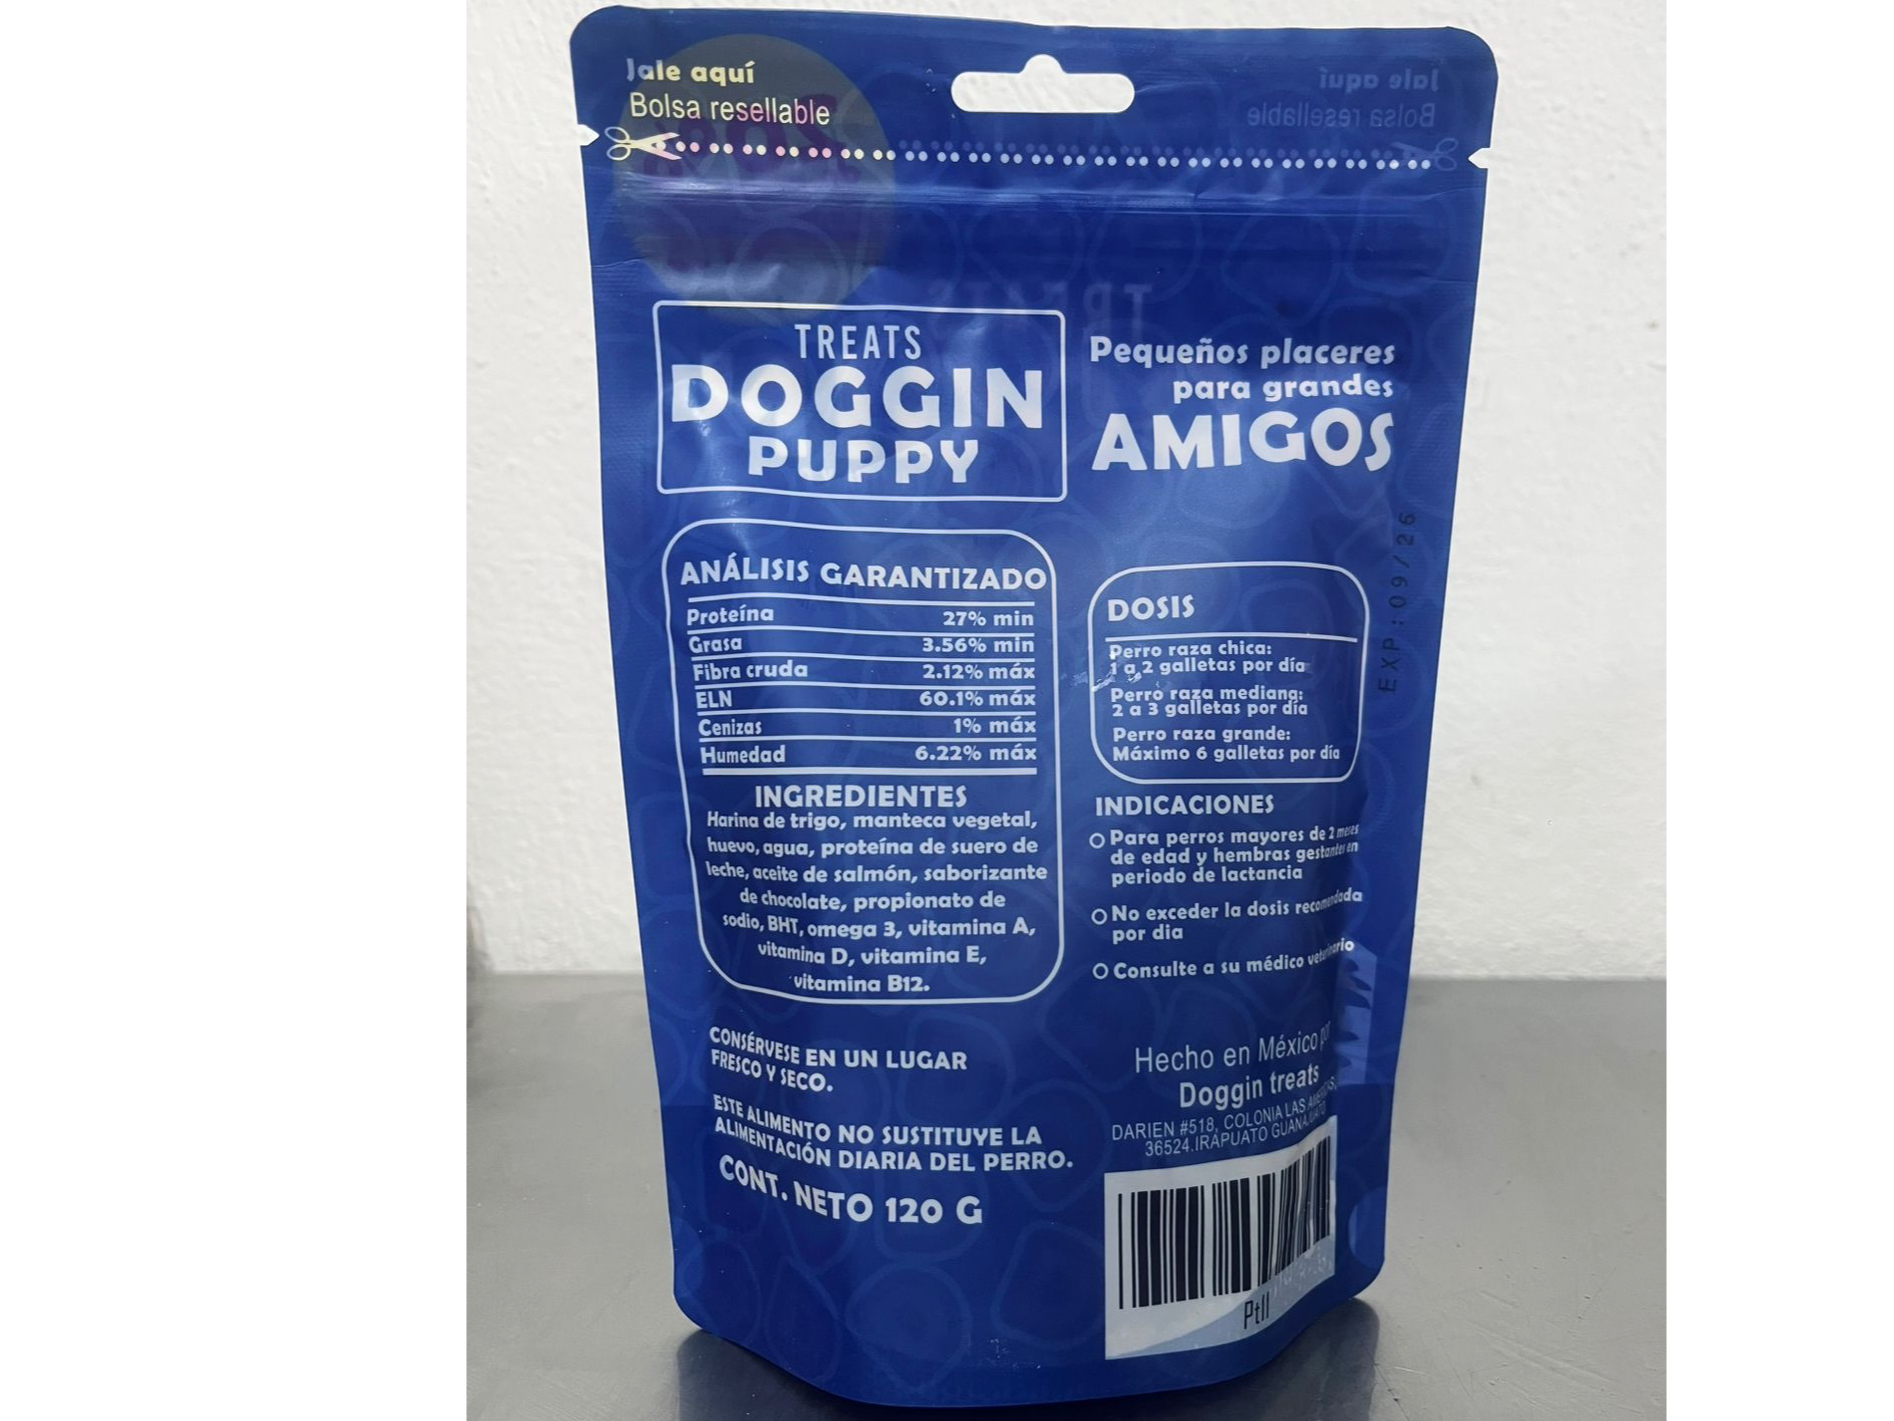 Jale aquí
Bolsa resellable
TREATS
DOGGIN
PUPPY
Pequeños placeres
para grandes
AMIGOS
ANÁLISIS GARANTIZADO
Proteína 27% min
Grasa 3.56% min
Fibra cruda 2.12% máx
ELN 60.1% máx
Cenizas 1% máx
Humedad 6.22% máx
INGREDIENTES
Harina de trigo, manteca vegetal,
huevo, agua, proteína de suero de
leche, aceite de salmón, saborizante
de chocolate, propionato de
sodio, BHT, omega 3, vitamina A,
vitamina D, vitamina E,
vitamina B12.
CONSÉRVESE EN UN LUGAR
FRESCO Y SECO.
ESTE ALIMENTO NO SUSTITUYE LA
ALIMENTACIÓN DIARIA DEL PERRO.
CONT. NETO 120 G
EXP:09/26
DOSIS
Perro raza chica:
1 a 2 galletas por día
Perro raza mediana:
2 a 3 galletas por día
Perro raza grande:
Máximo 6 galletas por día
INDICACIONES
Para perros mayores de 2 meses
de edad y hembras gestantes en
periodo de lactancia
No exceder la dosis recomendada
por dia
Consulte a su médico veterinario
Hecho en México por
Doggin treats
DARIEN #518, COLONIA LAS AMERICAS,
36524.IRAPUATO GUANAJUATO
Ptll